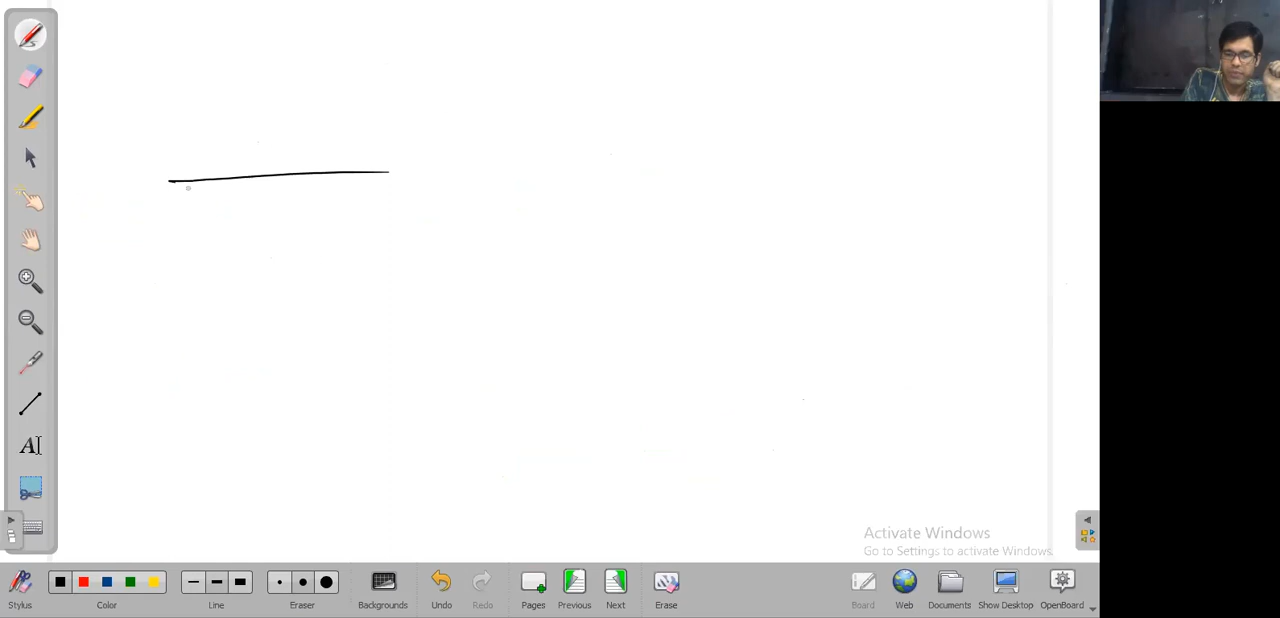 A
Activate Windows
Go to Settings to activate Windows.
Stylus
Color
Line
Eraser
Backgrounds
Undo
Redo
Pages
Previous
Next
Erase
Board
Web
Documents
Show Desktop
OpenBoard